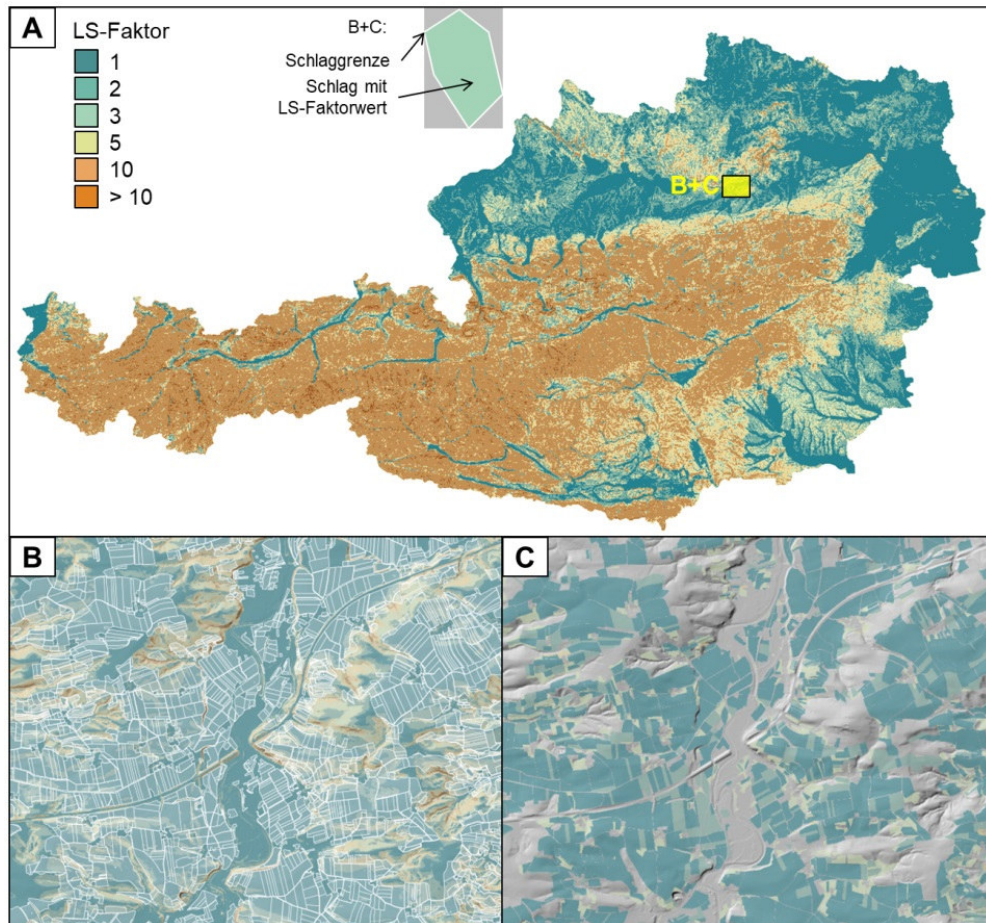 A
LS-Faktor
1
2
3
5
10
> 10
B+C:
Schlaggrenze
Schlag mit
LS-Faktorwert
B+C
B
C